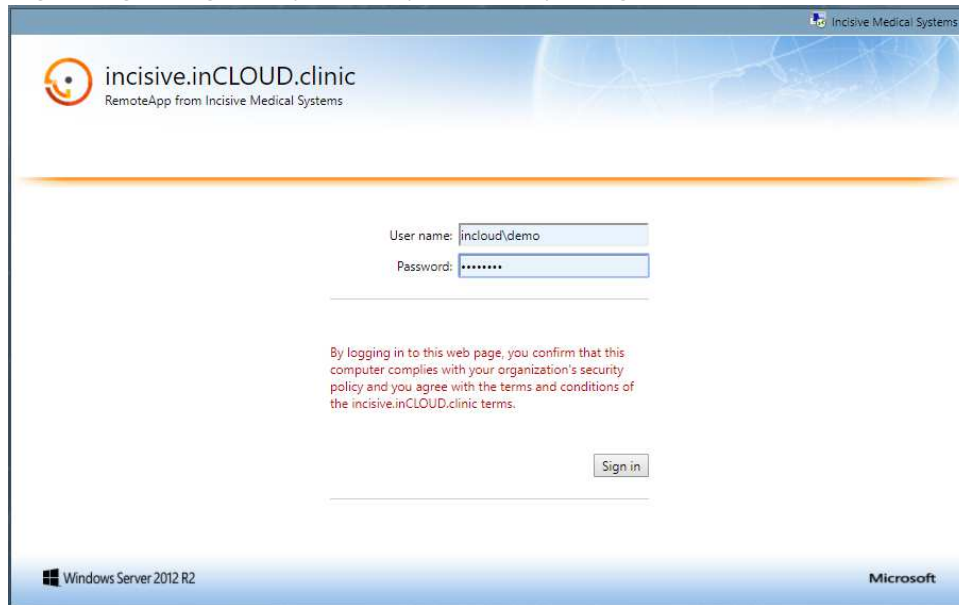 Incisive Medical Systems
incisive.inCLOUD.clinic
RemoteApp from Incisive Medical Systems
User name: incloud\demo
Password: ••••••••
By logging in to this web page, you confirm that this
computer complies with your organization's security
policy and you agree with the terms and conditions of
the incisive.inCLOUD.clinic terms.
Sign in
Windows Server 2012 R2
Microsoft